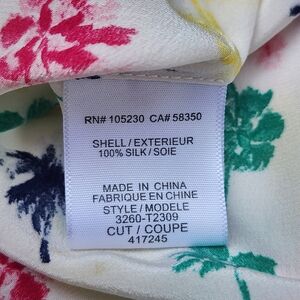 RN# 105230 CA# 58350
SHELL / EXTERIEUR
100% SILK / SOIE
MADE IN CHINA
FABRIQUE EN CHINE
STYLE / MODELE
3260-T2309
CUT / COUPE
417245